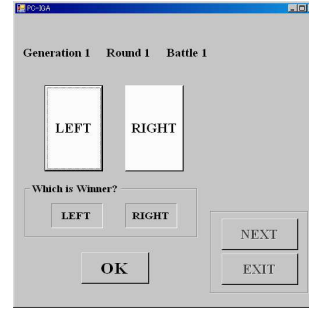 PC-IGA
Generation 1 Round 1 Battle 1
LEFT RIGHT
Which is Winner?
LEFT RIGHT
NEXT
OK
EXIT